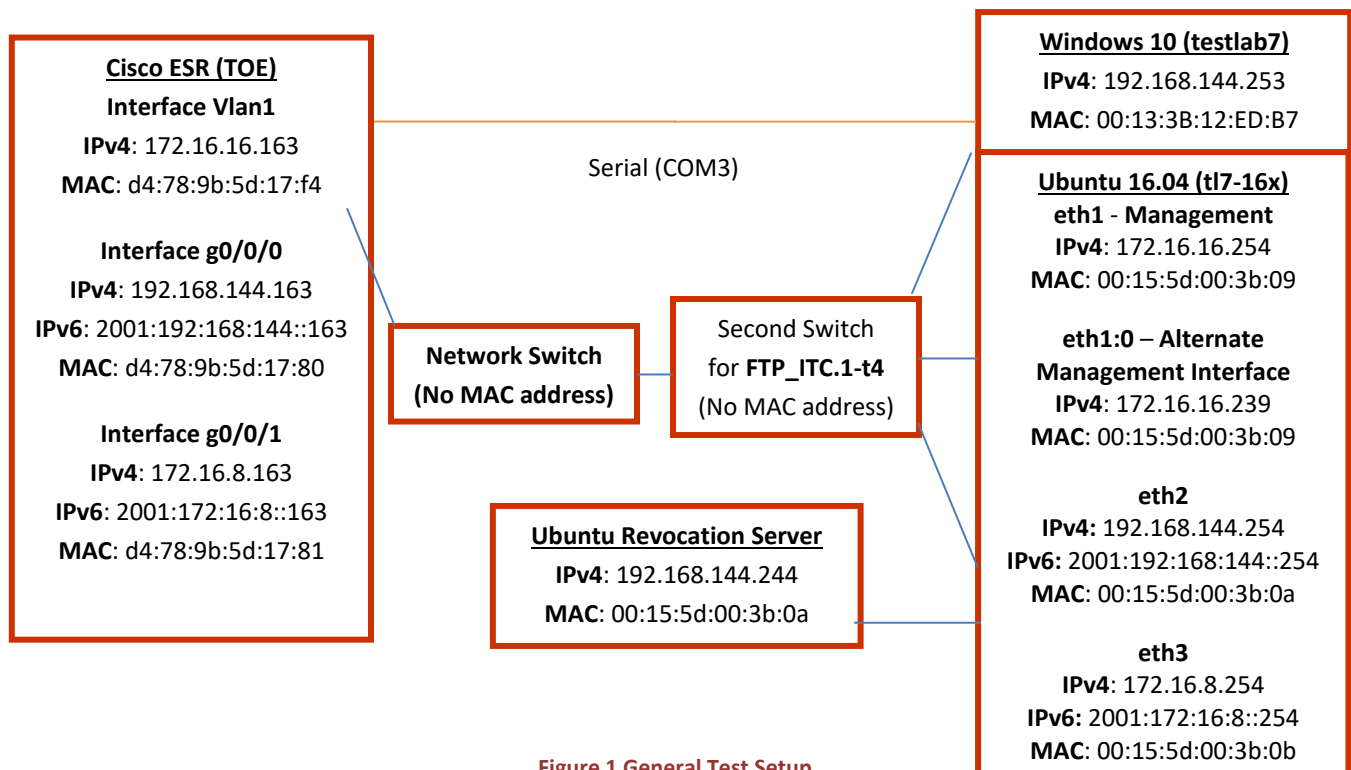 Cisco ESR (TOE)
Interface Vlan1
IPv4: 172.16.16.163
MAC: d4:78:9b:5d:17:f4
Interface g0/0/0
IPv4: 192.168.144.163
IPv6: 2001:192:168:144::163
MAC: d4:78:9b:5d:17:80
Interface g0/0/1
IPv4: 172.16.8.163
IPv6: 2001:172:16:8::163
MAC: d4:78:9b:5d:17:81
Serial (COM3)
Network Switch
(No MAC address)
Second Switch
for FTP_ITC.1-t4
(No MAC address)
Ubuntu Revocation Server
IPv4: 192.168.144.244
MAC: 00:15:5d:00:3b:0a
Windows 10 (testlab7)
IPv4: 192.168.144.253
MAC: 00:13:3B:12:ED:B7
Ubuntu 16.04 (tl7-16x)
eth1 - Management
IPv4: 172.16.16.254
MAC: 00:15:5d:00:3b:09
eth1:0 – Alternate
Management Interface
IPv4: 172.16.16.239
MAC: 00:15:5d:00:3b:09
eth2
IPv4: 192.168.144.254
IPv6: 2001:192:168:144::254
MAC: 00:15:5d:00:3b:0a
eth3
IPv4: 172.16.8.254
IPv6: 2001:172:16:8::254
MAC: 00:15:5d:00:3b:0b
Figure 1 General Test Setup